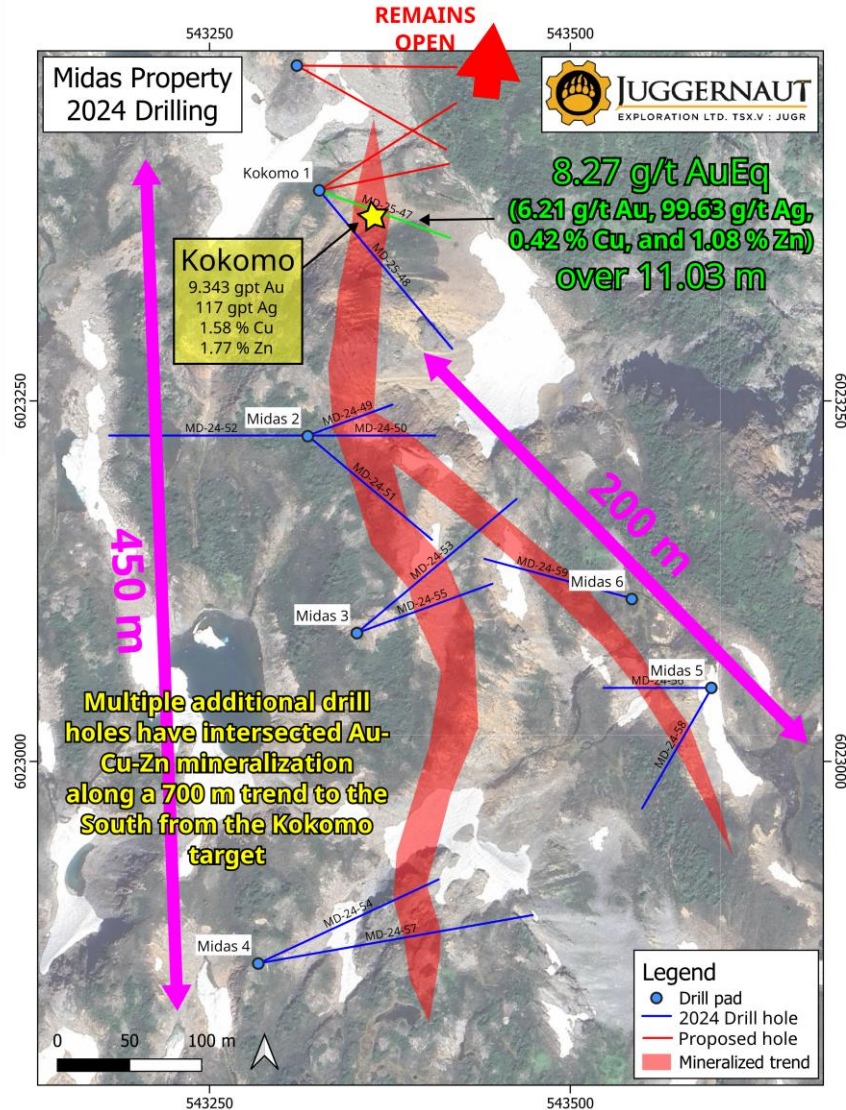 REMAINS
OPEN
543250
543500
Midas Property
2024 Drilling
JUGGERNAUT
EXPLORATION LTD. TSX.V : JUGR
Kokomo 1
MD-25-47
8.27 g/t AuEq
(6.21 g/t Au, 99.63 g/t Ag,
0.42 % Cu, and 1.08 % Zn)
over 11.03 m
Kokomo
9.343 gpt Au
117 gpt Ag
1.58 % Cu
1.77 % Zn
MD-25-48
6023250
6023250
Midas 2
MD-24-49
MD-24-52
MD-24-50
MD-24-51
200 m
450 m
MD-24-53
MD-24-59
Midas 6
Midas 3
MD-24-55
Midas 5
MD-24-56
MD-24-58
Multiple additional drill
holes have intersected Au-
Cu-Zn mineralization
along a 700 m trend to the
South from the Kokomo
target
6023000
6023000
MD-24-54
MD-24-57
Midas 4
Legend
Drill pad
2024 Drill hole
Proposed hole
Mineralized trend
0 50 100 m
543250
543500